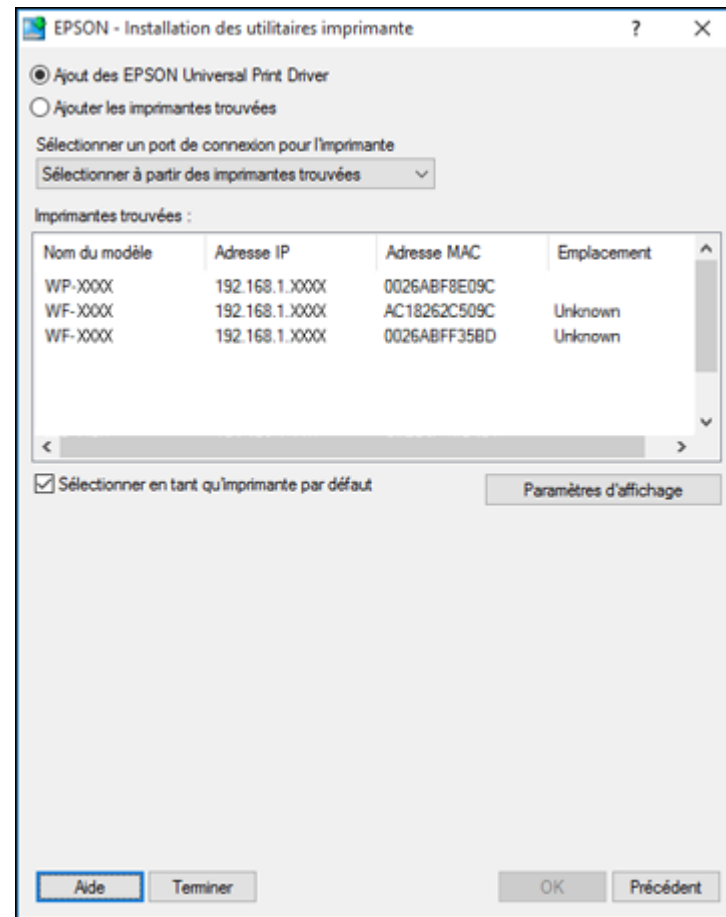 EPSON - Installation des utilitaires imprimante
Ajout des EPSON Universal Print Driver
Ajouter les imprimantes trouvées
Sélectionner un port de connexion pour l'imprimante
Sélectionner à partir des imprimantes trouvées
Imprimantes trouvées :
Nom du modèle Adresse IP Adresse MAC Emplacement
WP-XXXX 192.168.1.XXXX 0026ABF8E09C
WF-XXXX 192.168.1.XXXX AC18262C509C Unknown
WF-XXXX 192.168.1.XXXX 0026ABFF35BD Unknown
Sélectionner en tant qu'imprimante par défaut
Paramètres d'affichage
Aide Terminer OK Précédent